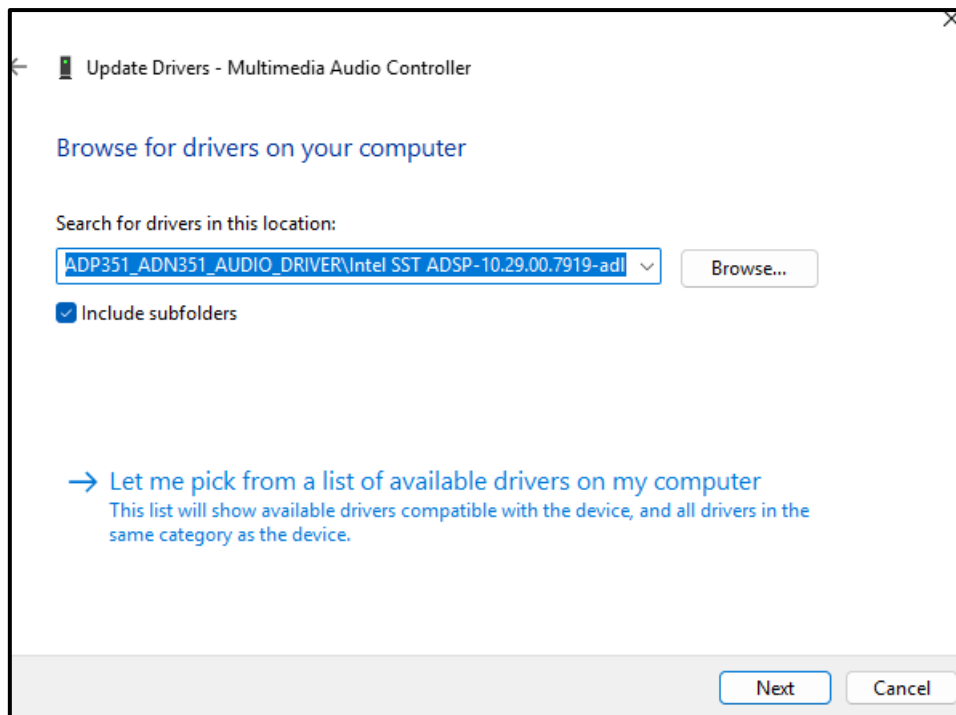 Update Drivers - Multimedia Audio Controller
Browse for drivers on your computer
Search for drivers in this location:
ADP351_ADN351_AUDIO_DRIVER\Intel SST ADSP-10.29.00.7919-adl
Browse...
Include subfolders
Let me pick from a list of available drivers on my computer
This list will show available drivers compatible with the device, and all drivers in the
same category as the device.
Next
Cancel